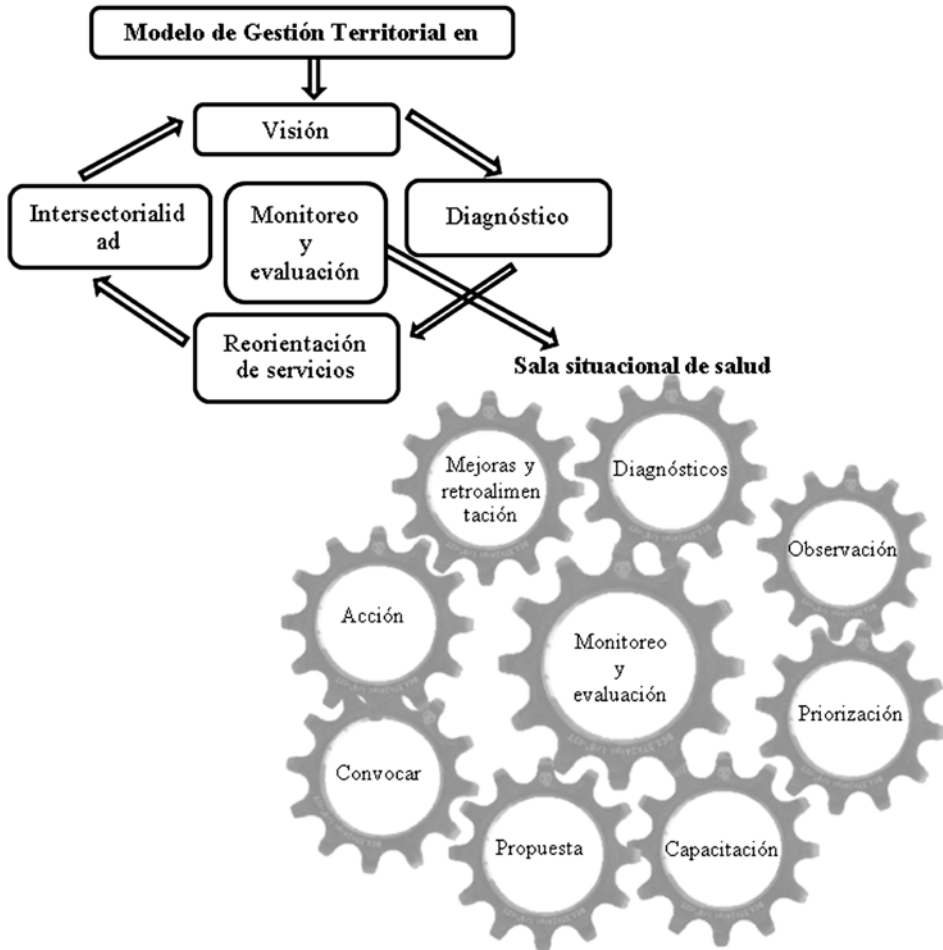 Modelo de Gestión Territorial en
Visión
Intersectorialid
ad
Monitoreo
y
evaluación
Diagnóstico
Reorientación
de servicios
Sala situacional de salud
Mejoras y
retroalimen
tación
Diagnósticos
Observación
Acción
Monitoreo
y
evaluación
Priorización
Convocar
Propuesta
Capacitación